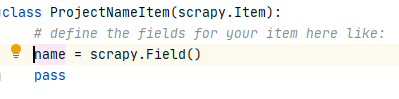 class ProjectNameItem(scrapy.Item):
    # define the fields for your item here like:
    name = scrapy.Field()
    pass